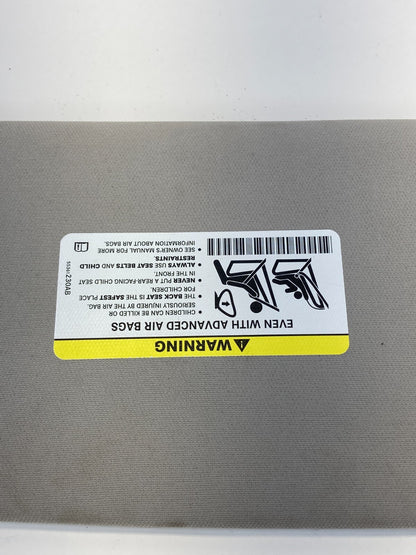 WARNING
EVEN WITH ADVANCED AIR BAGS
• CHILDREN CAN BE KILLED OR
SERIOUSLY INJURED BY THE AIR BAG.
• THE BACK SEAT IS THE SAFEST PLACE
FOR CHILDREN.
• NEVER PUT REAR-FACING CHILD SEAT
IN THE FRONT.
• ALWAYS USE SEAT BELTS AND CHILD
RESTRAINTS.
• SEE OWNER'S MANUAL FOR MORE
INFORMATION ABOUT AIR BAGS.